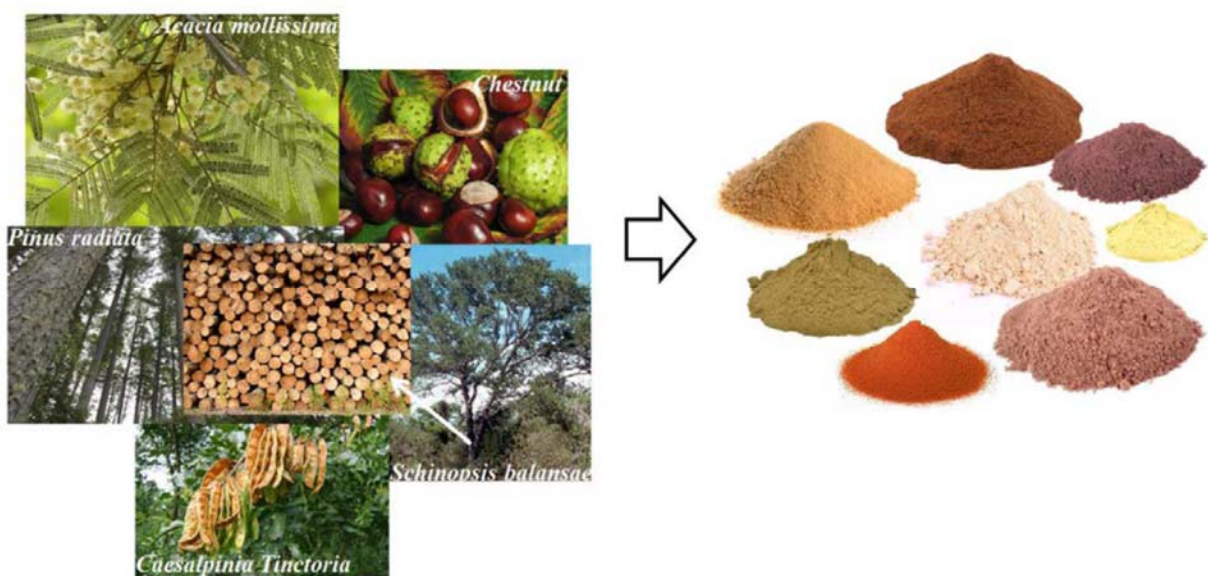 Acacia mollissima
Chestnut
Pinus radiata
Schinopsis balansae
Caesalpinia Tinctoria